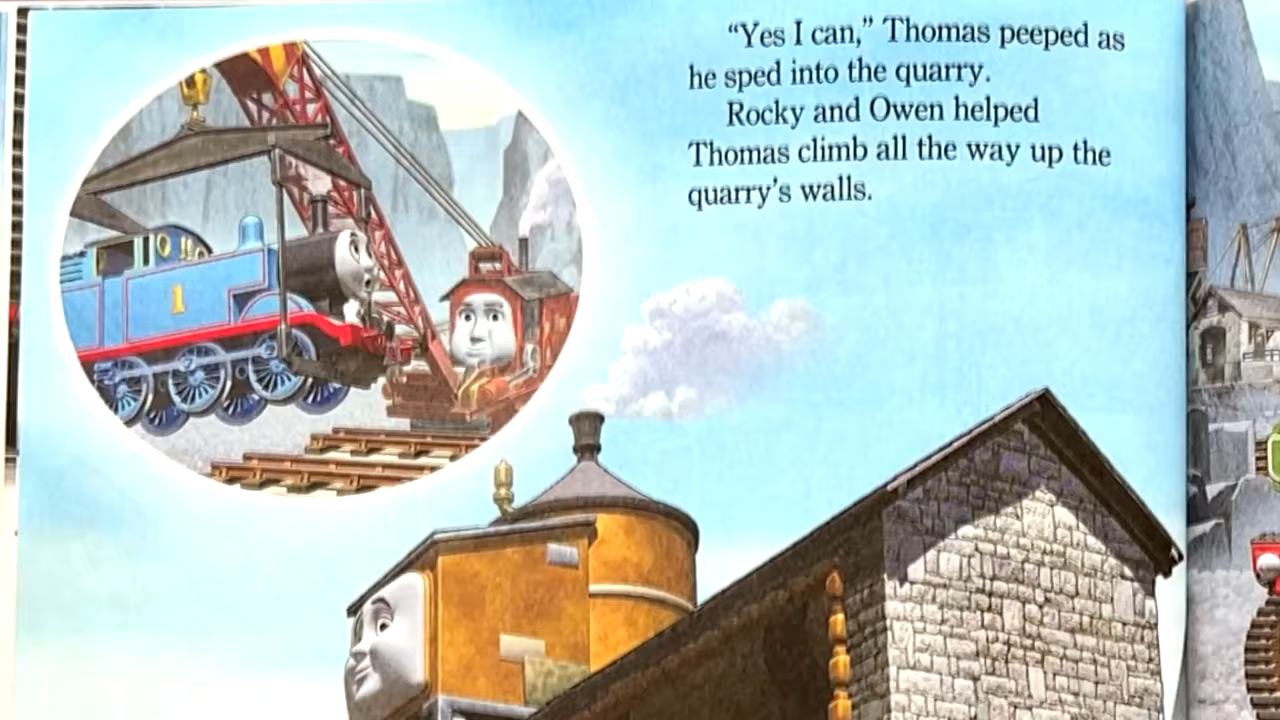 “Yes I can,” Thomas peeped as
he sped into the quarry.
Rocky and Owen helped
Thomas climb all the way up the
quarry’s walls.
1